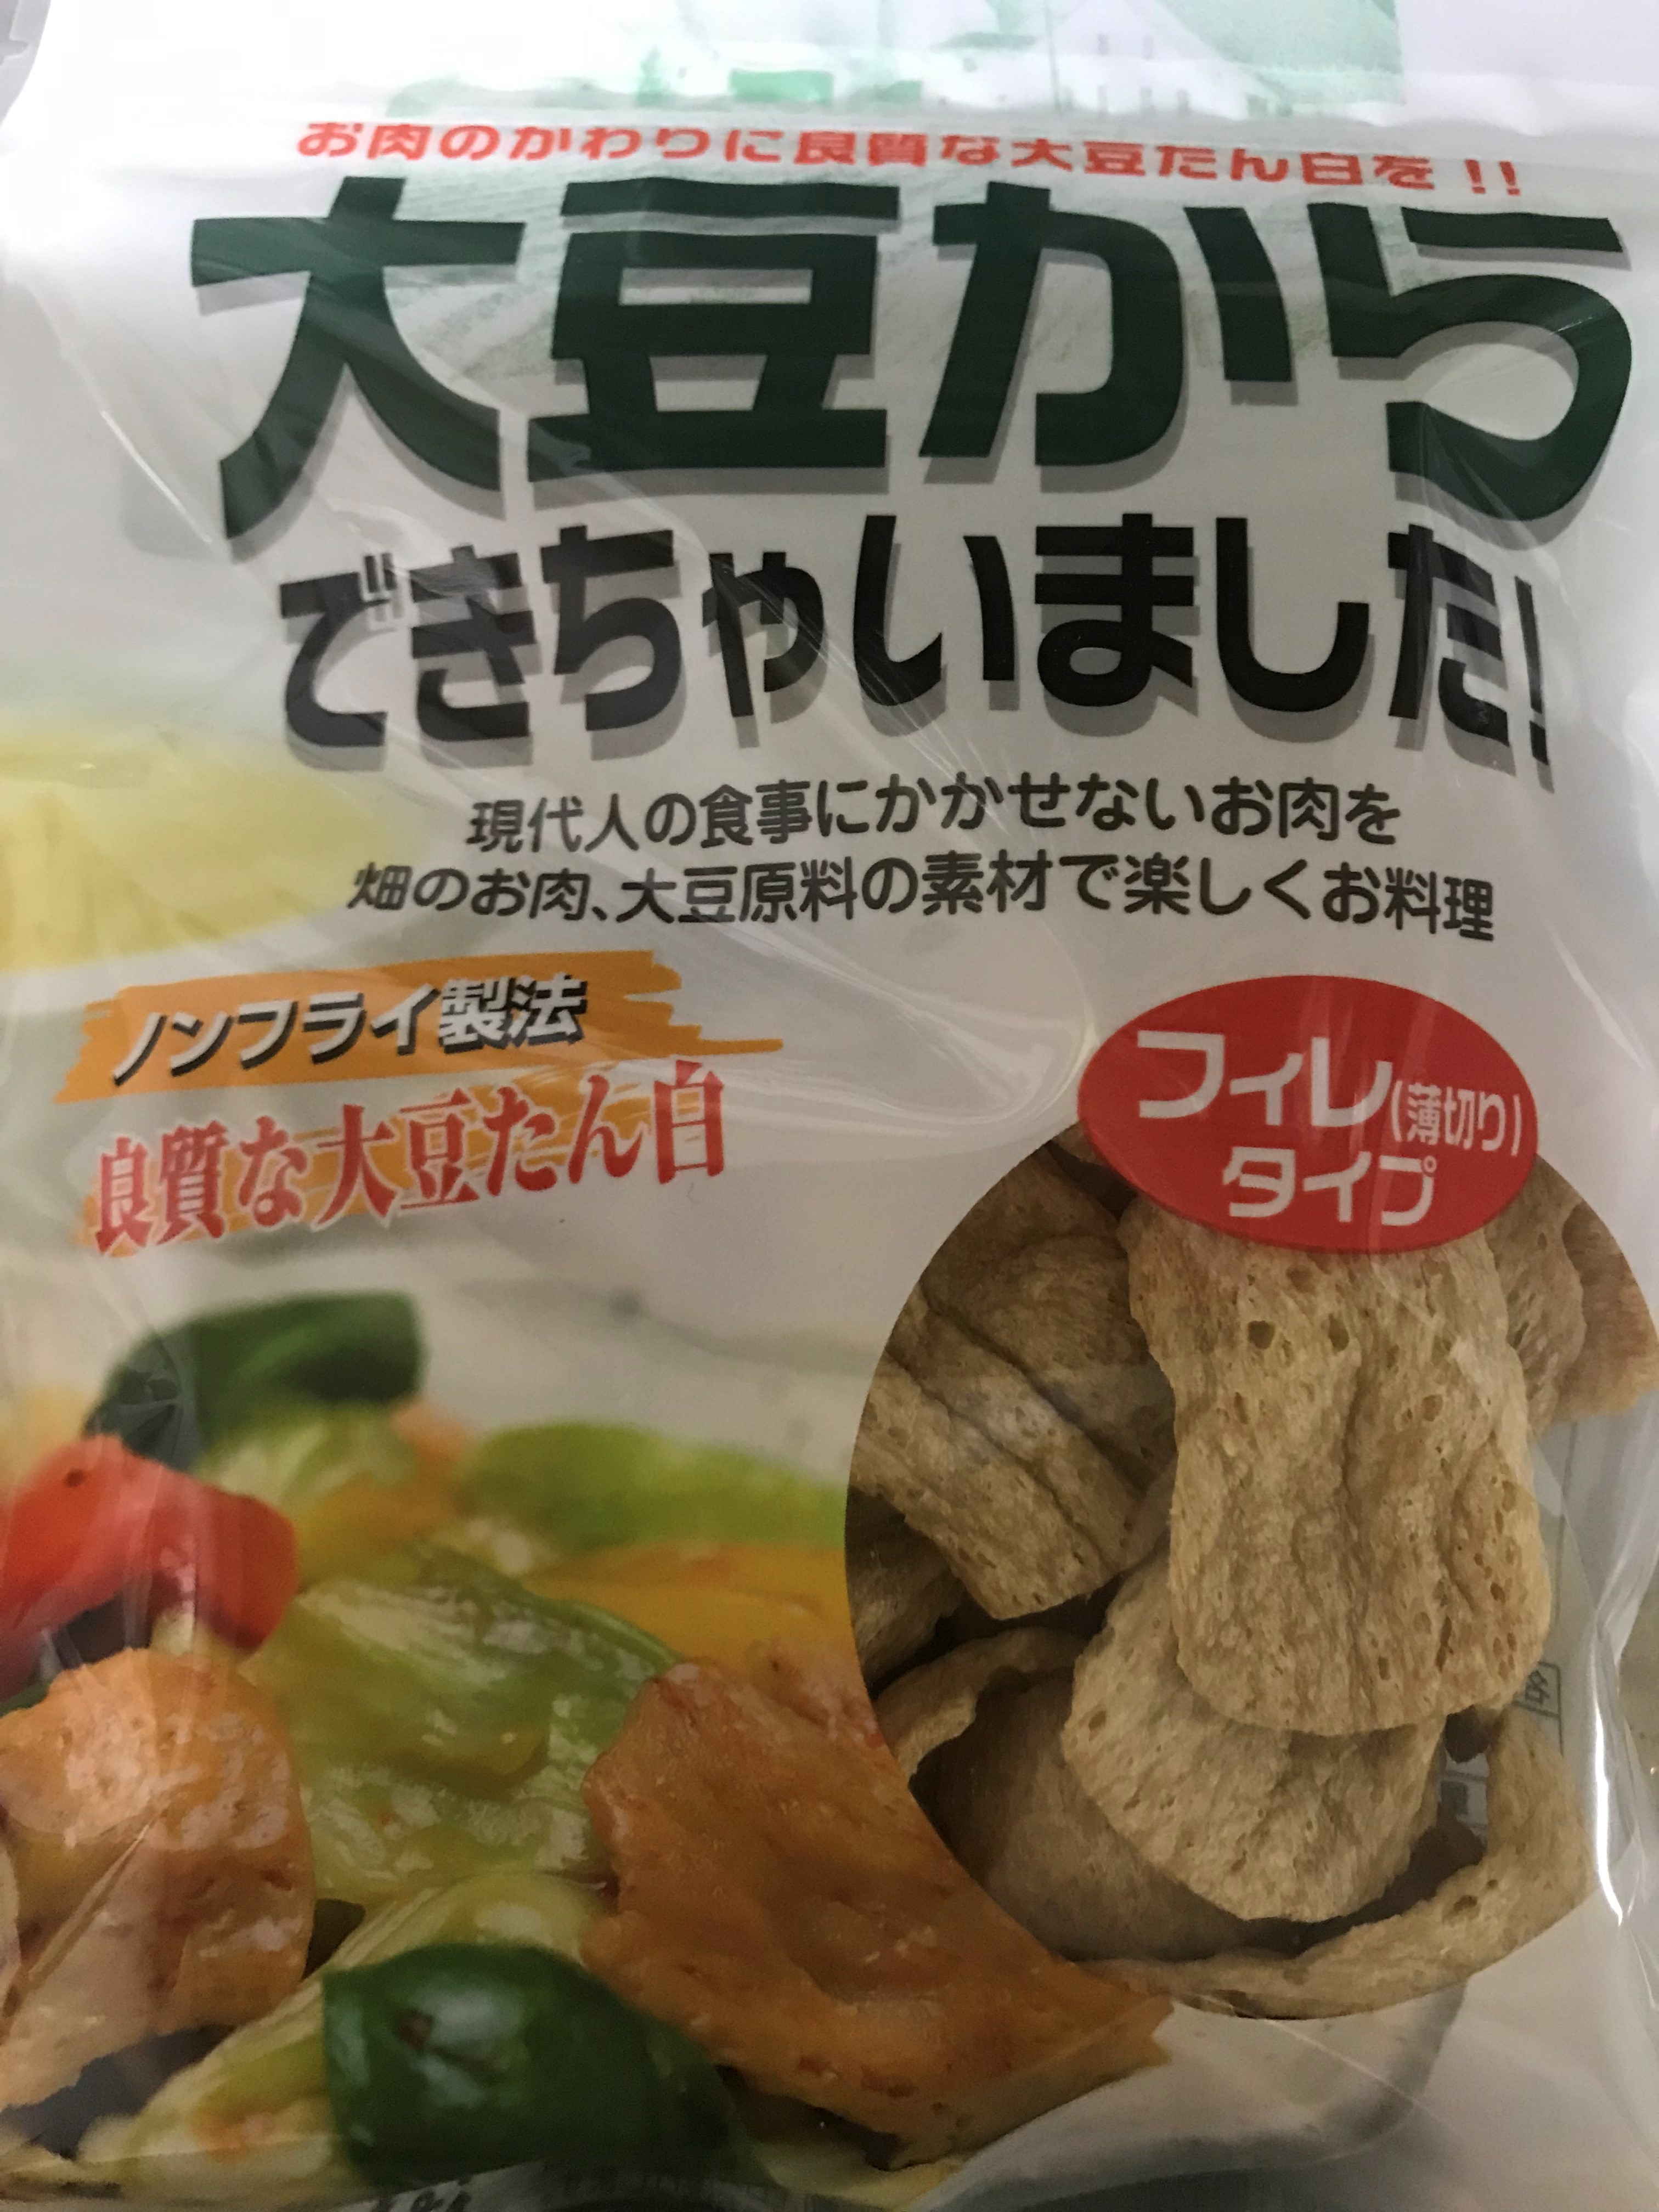 お肉のかわりに良質な大豆たん白を!!
大豆から
できちゃいました!
現代人の食事にかかせないお肉を
畑のお肉、大豆原料の素材で楽しくお料理
ノンフライ製法
良質な大豆たん白
フィレ(薄切り)
タイプ